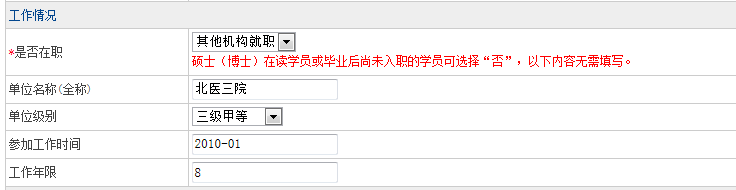 工作情况
*是否在职
其他机构就职
硕士（博士）在读学员或毕业后尚未入职的学员可选择“否”，以下内容无需填写。
单位名称(全称)
北医三院
单位级别
三级甲等
参加工作时间
2010-01
工作年限
8